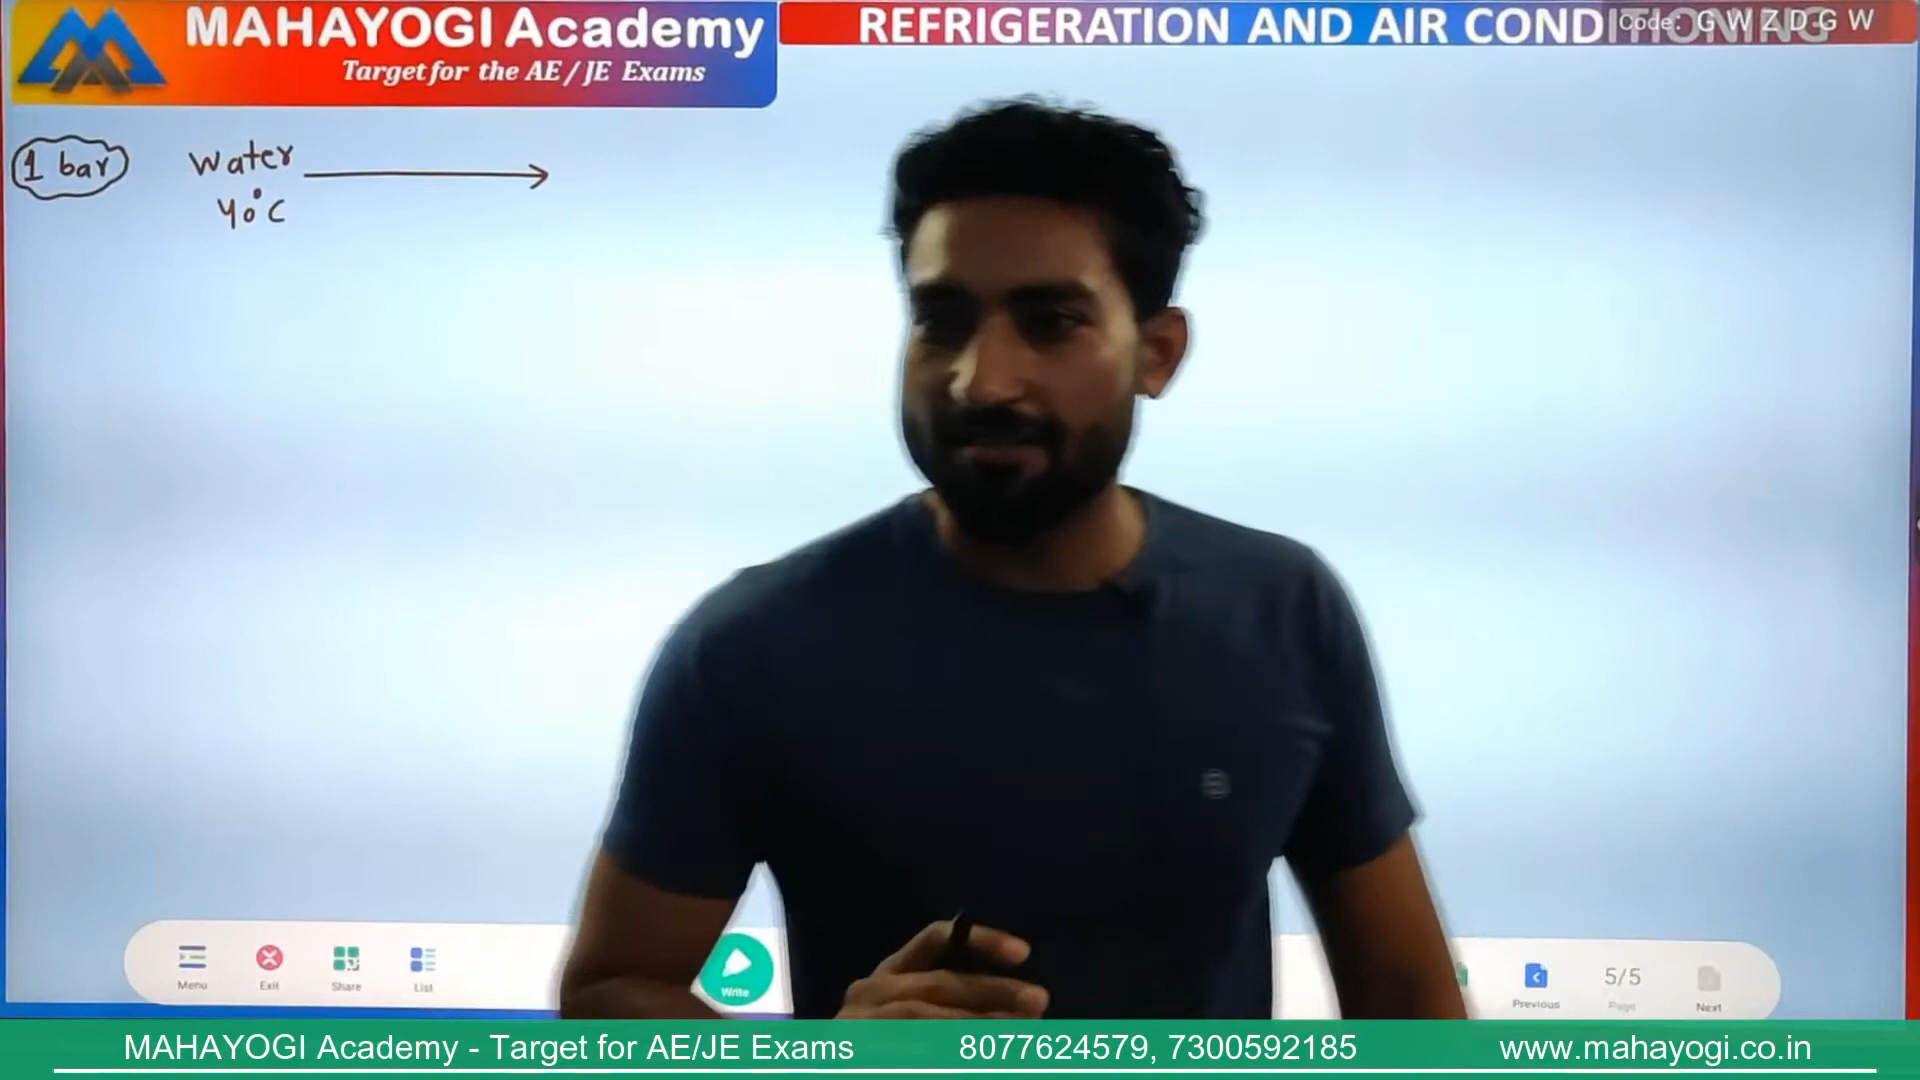 MAHAYOGI Academy
Target for the AE / JE Exams
REFRIGERATION AND AIR CONDITIONING
Code: G W Z D G W
1 bar
Water
40°C
Menu
Exit
Share
List
Write
Previous
5/5
Page
Next
MAHAYOGI Academy - Target for AE/JE Exams
8077624579, 7300592185
www.mahayogi.co.in